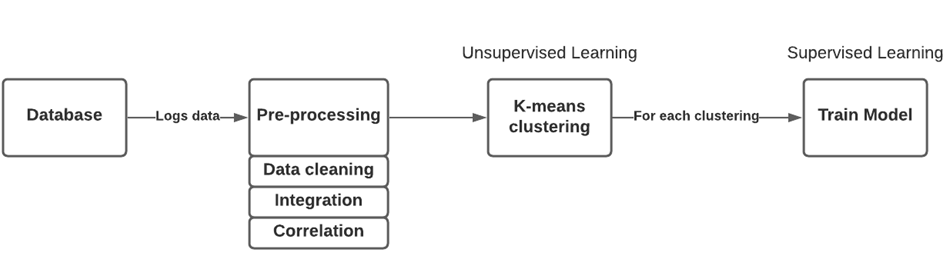 Unsupervised Learning
Supervised Learning
Database
Logs data
Pre-processing
K-means
clustering
For each clustering
Train Model
Data cleaning
Integration
Correlation